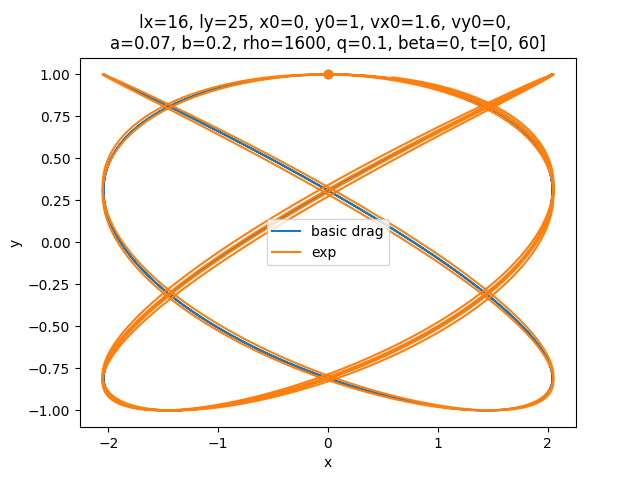 lx=16, ly=25, x0=0, y0=1, vx0=1.6, vy0=0,
a=0.07, b=0.2, rho=1600, q=0.1, beta=0, t=[0, 60]
1.00
0.75
0.50
0.25
0.00
−0.25
−0.50
−0.75
−1.00
y
basic drag
exp
−2
−1
0
1
2
x